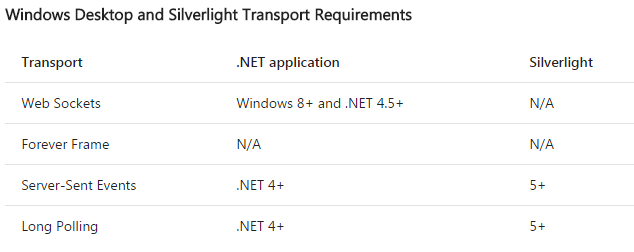 Windows Desktop and Silverlight Transport Requirements
Transport .NET application Silverlight
Web Sockets Windows 8+ and .NET 4.5+ N/A
Forever Frame N/A N/A
Server-Sent Events .NET 4+ 5+
Long Polling .NET 4+ 5+